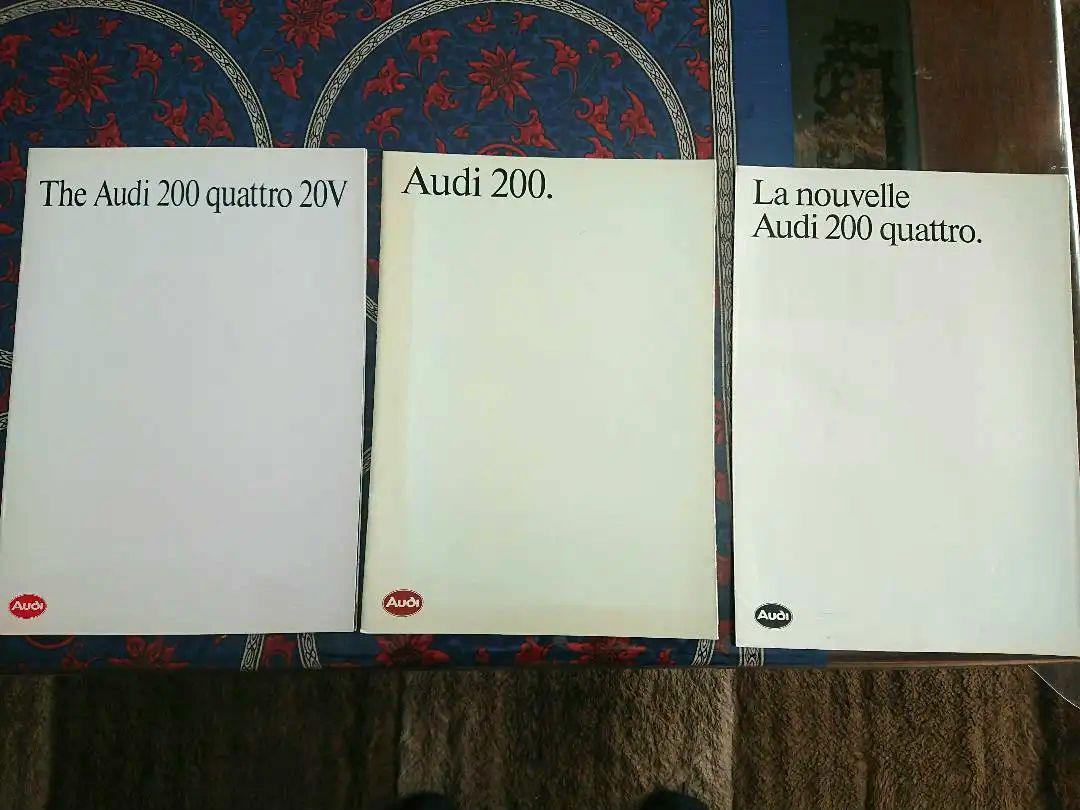 The Audi 200 quattro 20V
Audi
Audi 200.
Audi
La nouvelle
Audi 200 quattro.
Audi